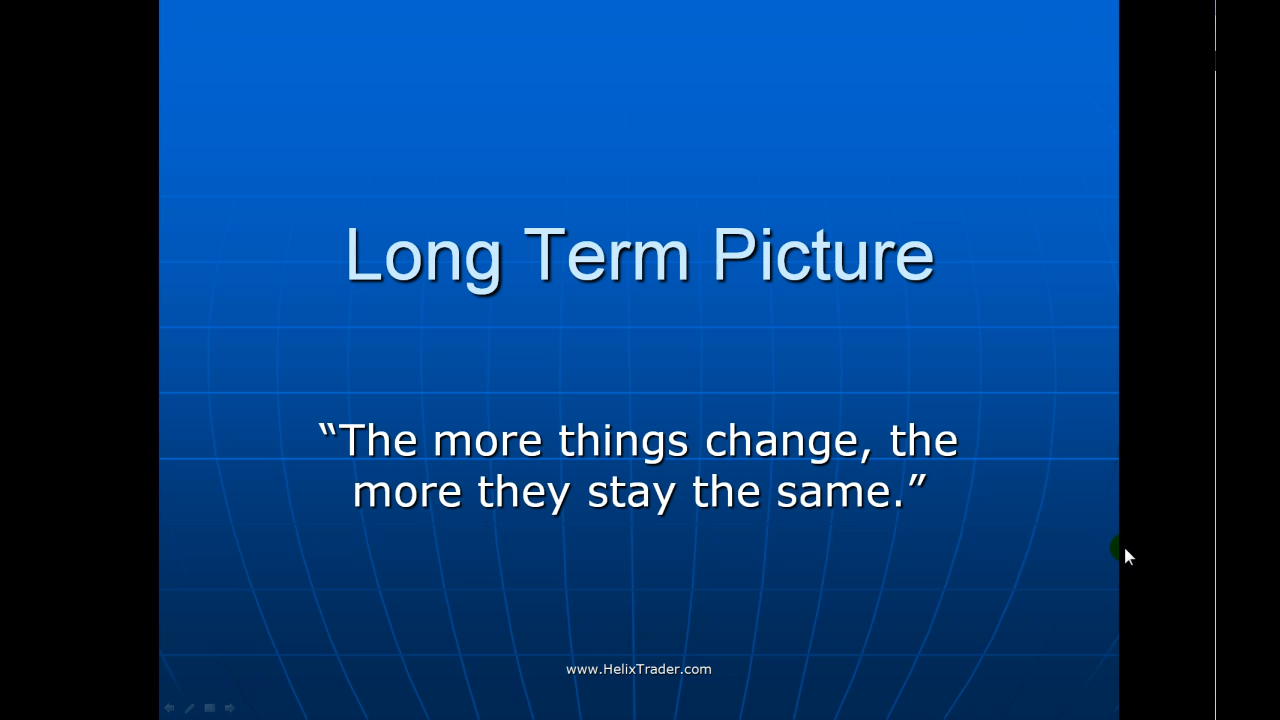 Long Term Picture
“The more things change, the
more they stay the same.”
www.HelixTrader.com